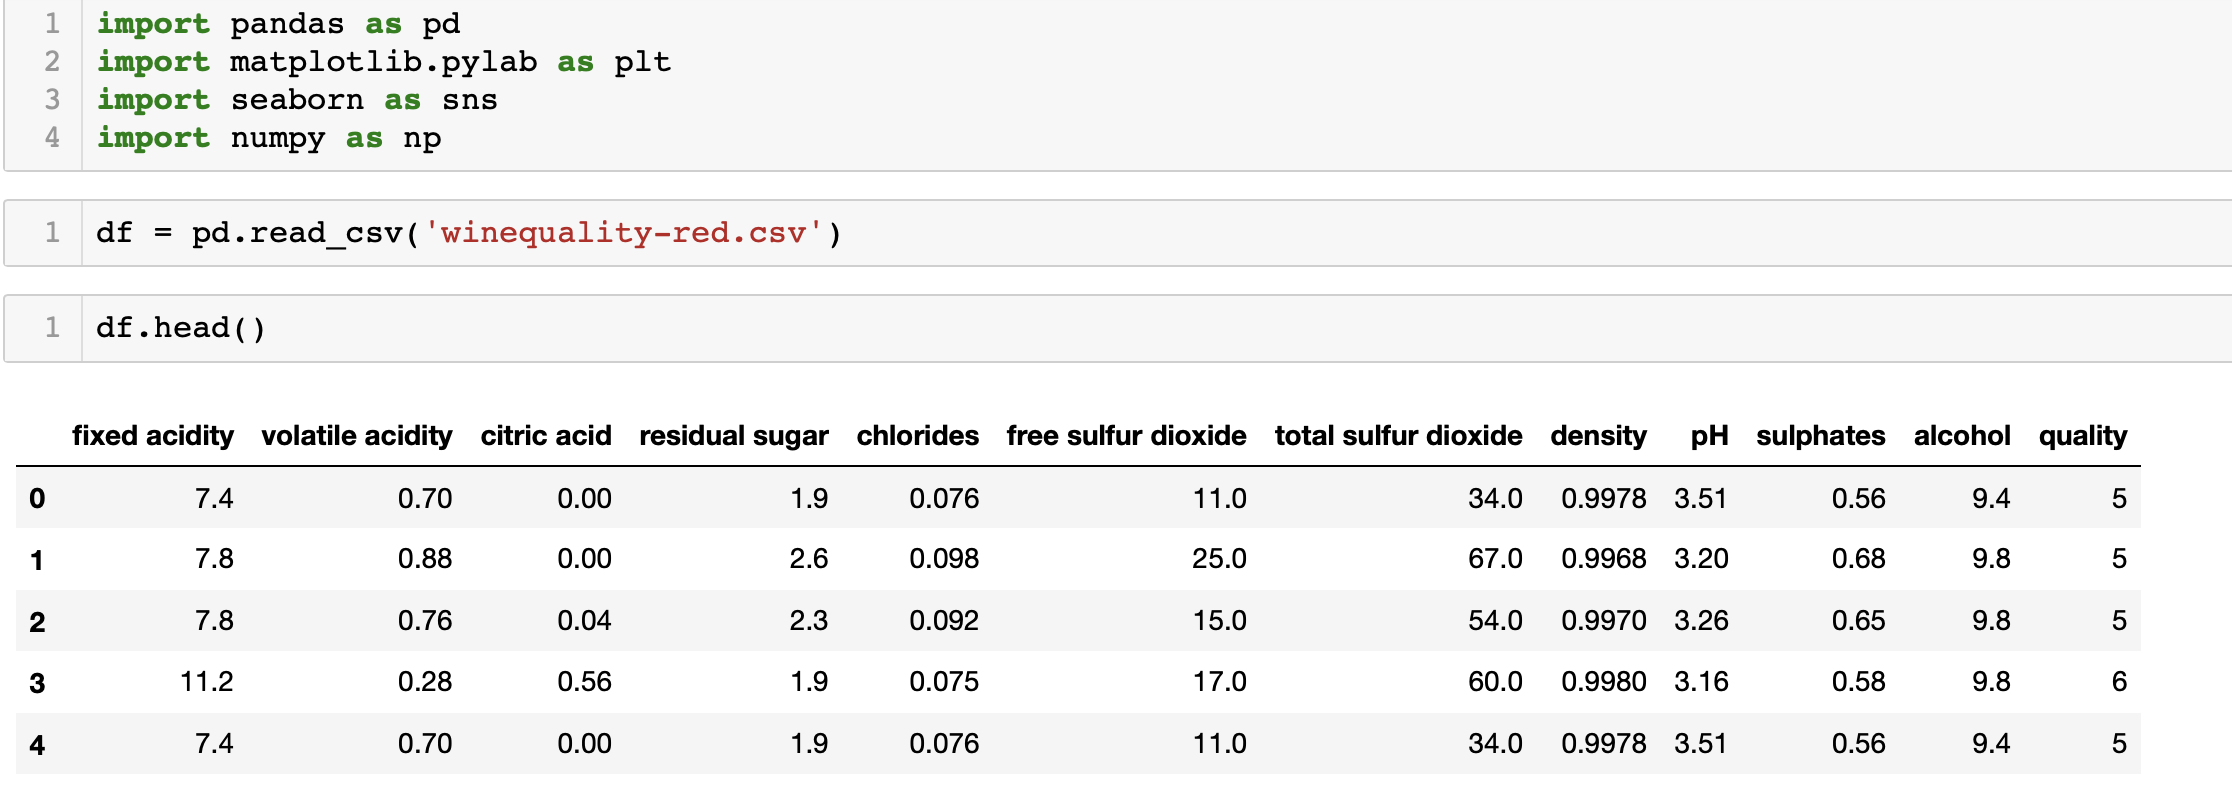 1 import pandas as pd
2 import matplotlib.pylab as plt
3 import seaborn as sns
4 import numpy as np
1 df = pd.read_csv('winequality-red.csv')
1 df.head()
fixed acidity volatile acidity citric acid residual sugar chlorides free sulfur dioxide total sulfur dioxide density pH sulphates alcohol quality
0 7.4 0.70 0.00 1.9 0.076 11.0 34.0 0.9978 3.51 0.56 9.4 5
1 7.8 0.88 0.00 2.6 0.098 25.0 67.0 0.9968 3.20 0.68 9.8 5
2 7.8 0.76 0.04 2.3 0.092 15.0 54.0 0.9970 3.26 0.65 9.8 5
3 11.2 0.28 0.56 1.9 0.075 17.0 60.0 0.9980 3.16 0.58 9.8 6
4 7.4 0.70 0.00 1.9 0.076 11.0 34.0 0.9978 3.51 0.56 9.4 5